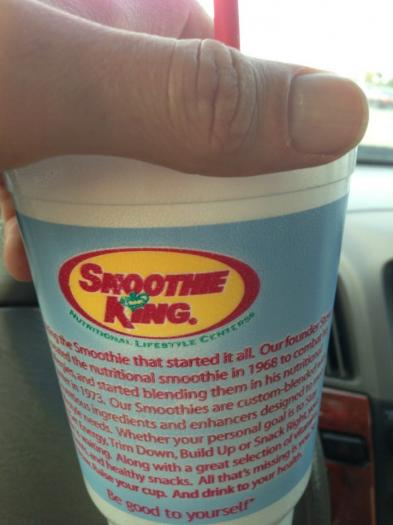 SMOOTHIE
KING®
NUTRITIONAL LIFESTYLE CENTERS®
the Smoothie that started it all. Our founder
the nutritional smoothie in 1968 to combat
and started blending them in his nutritional
in 1973. Our Smoothies are custom-blended
ingredients and enhancers designed to
needs. Whether your personal goal is to
Energy, Trim Down, Build Up or Snack Right,
waiting. Along with a great selection of
and healthy snacks. All that's missing is
your cup. And drink to your health.
Be good to yourself